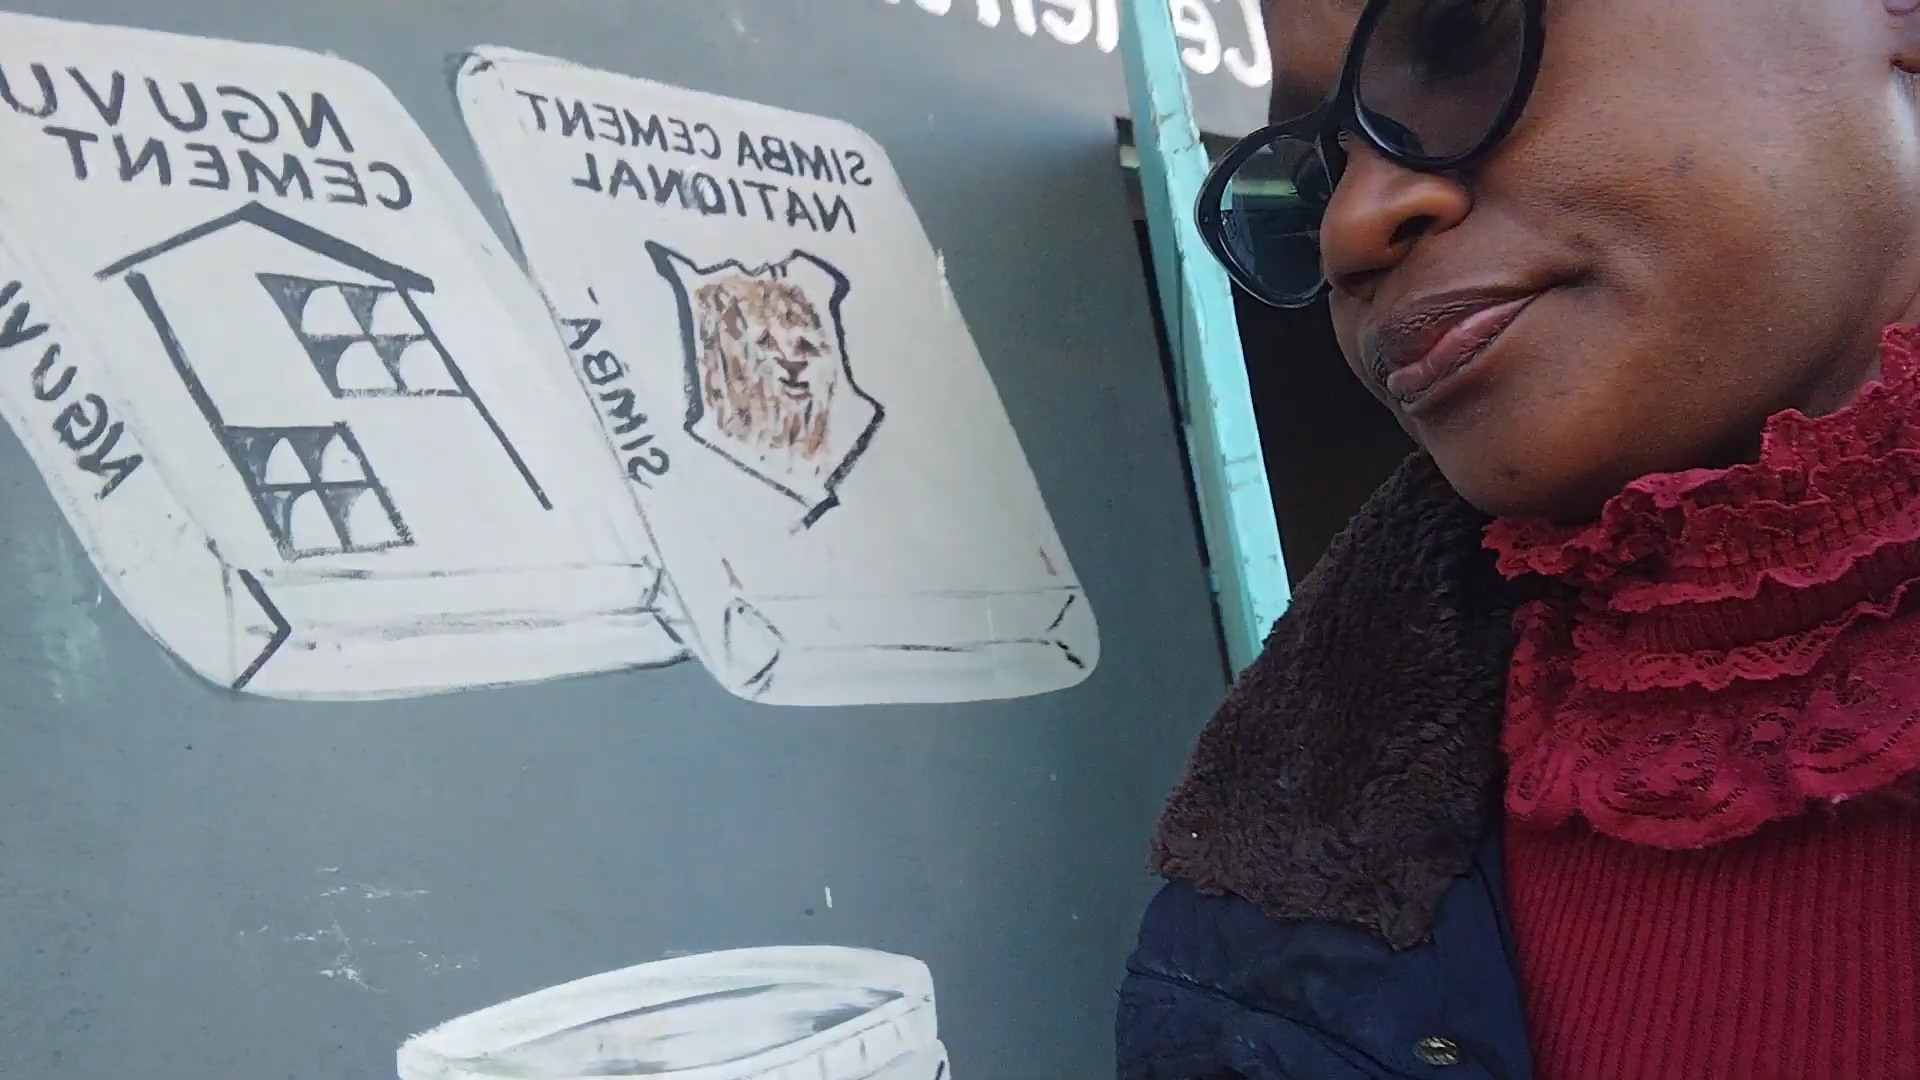 NGUVU
CEMENT
NGUVU
SIMBA CEMENT
NATIONAL
SIMBA